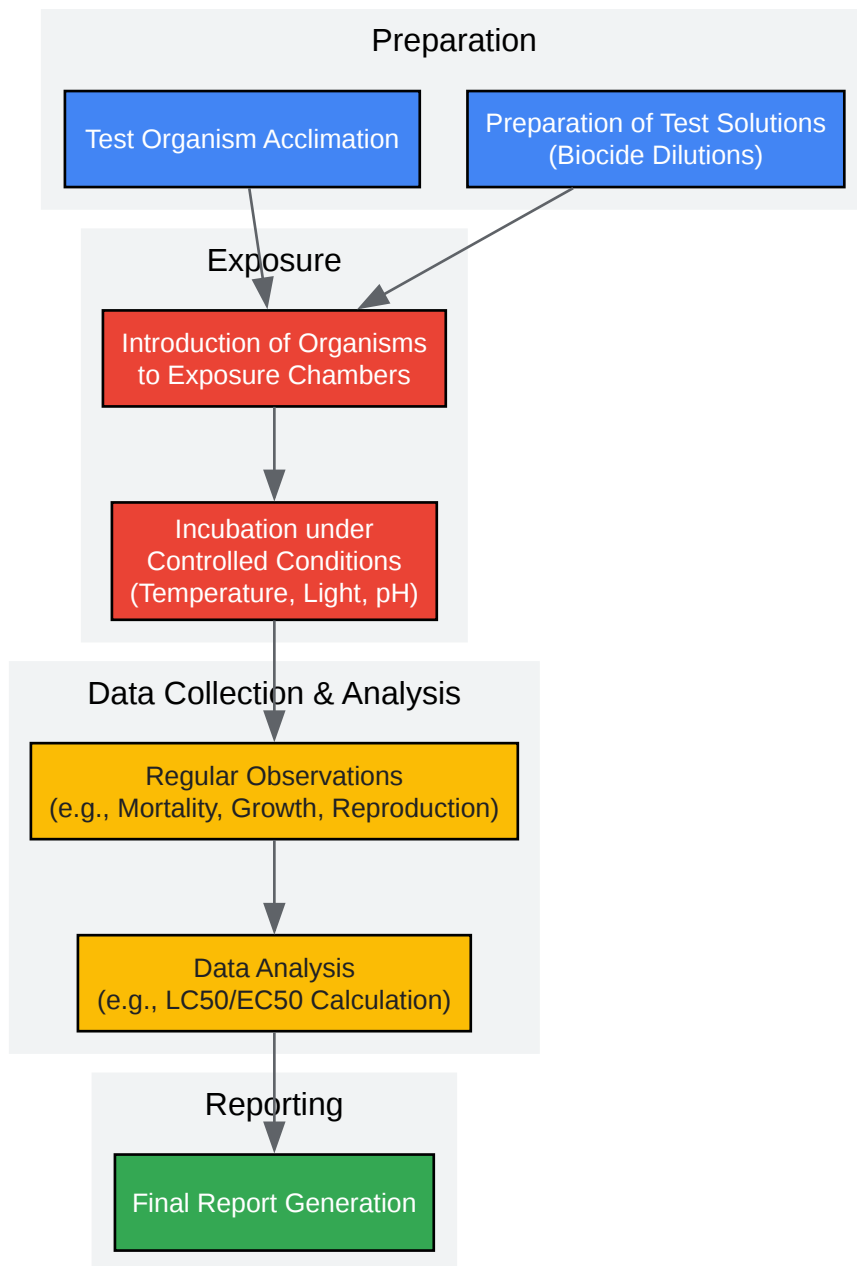 Preparation
Test Organism Acclimation
Preparation of Test Solutions
(Biocide Dilutions)
Exposure
Introduction of Organisms
to Exposure Chambers
Incubation under
Controlled Conditions
(Temperature, Light, pH)
Data Collection & Analysis
Regular Observations
(e.g., Mortality, Growth, Reproduction)
Data Analysis
(e.g., LC50/EC50 Calculation)
Reporting
Final Report Generation